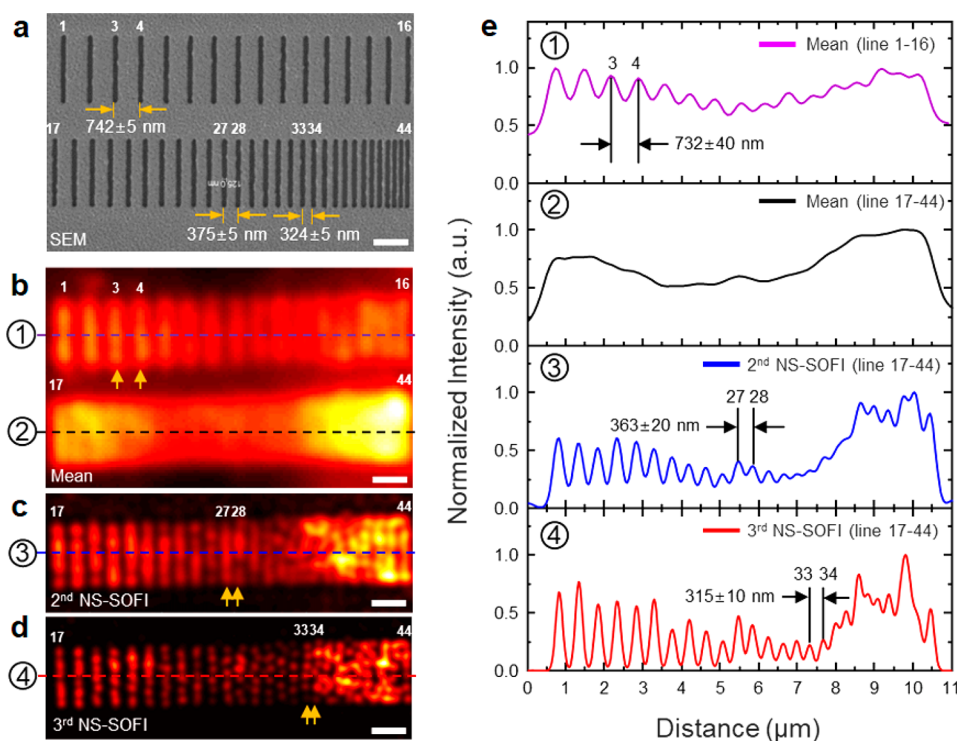 a
1 3 4 16
742±5 nm
17 27 28 33 34 44
125.0 nm
375±5 nm 324±5 nm
SEM
b
1 3 4 16
①
17 44
②
Mean
c
17 27 28 44
③
2nd NS-SOFI
d
17 33 34 44
④
3rd NS-SOFI
e
Normalized Intensity (a.u.)
①
Mean (line 1-16)
3 4
732±40 nm
1.0
0.5
0.0
②
Mean (line 17-44)
1.0
0.5
0.0
③
2nd NS-SOFI (line 17-44)
27 28
363±20 nm
1.0
0.5
0.0
④
3rd NS-SOFI (line 17-44)
33 34
315±10 nm
1.0
0.5
0.0
0 1 2 3 4 5 6 7 8 9 10 11
Distance (µm)